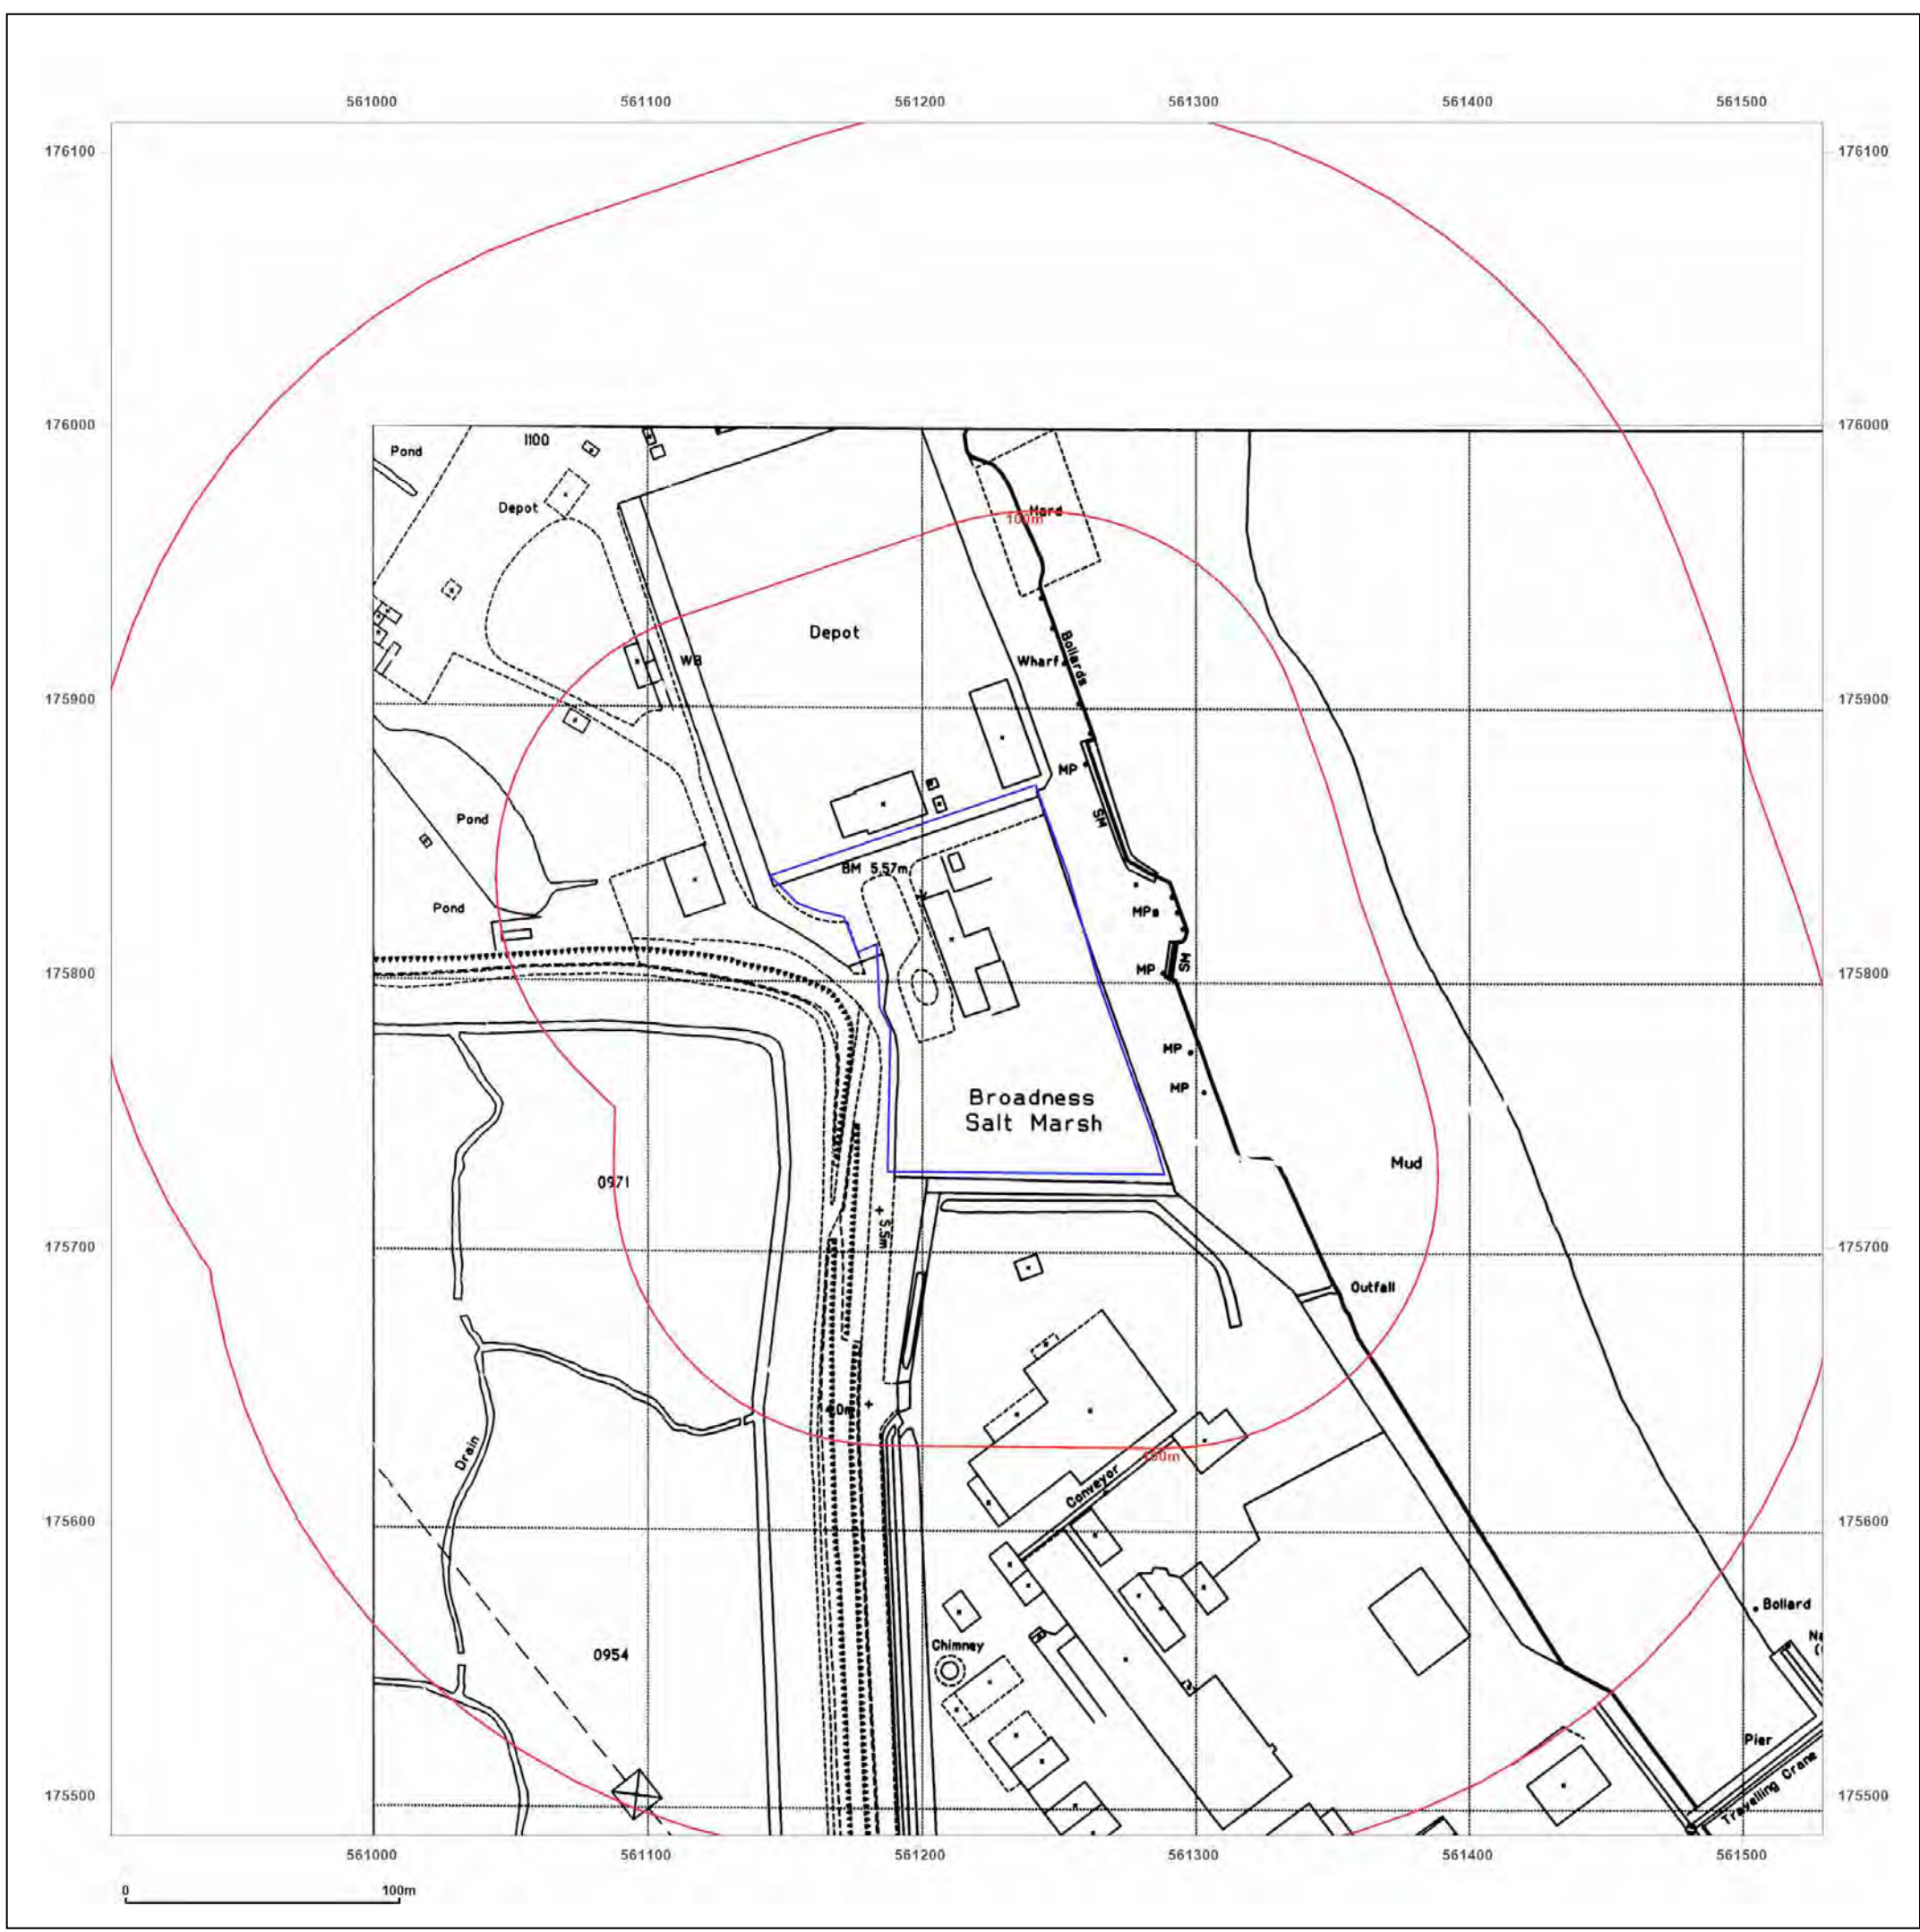 561000 561100 561200 561300 561400 561500
176100 176100
176000 176000
1100
Pond
Depot
Hard
100m
Depot
Bollards
WB
Wharf
175900 175900
MP
SM
Pond
BM 5.57m
Pond
MPs
SM
MP
175800 175800
MP
MP
Broadness
Salt Marsh
Mud
0971
5.5m
175700 175700
Outfall
4.0m
Drain
Conveyor
175600 175600
Bollard
Chimney
0954
Pier
Travelling Crane
175500 175500
561000 561100 561200 561300 561400 561500
0 100m